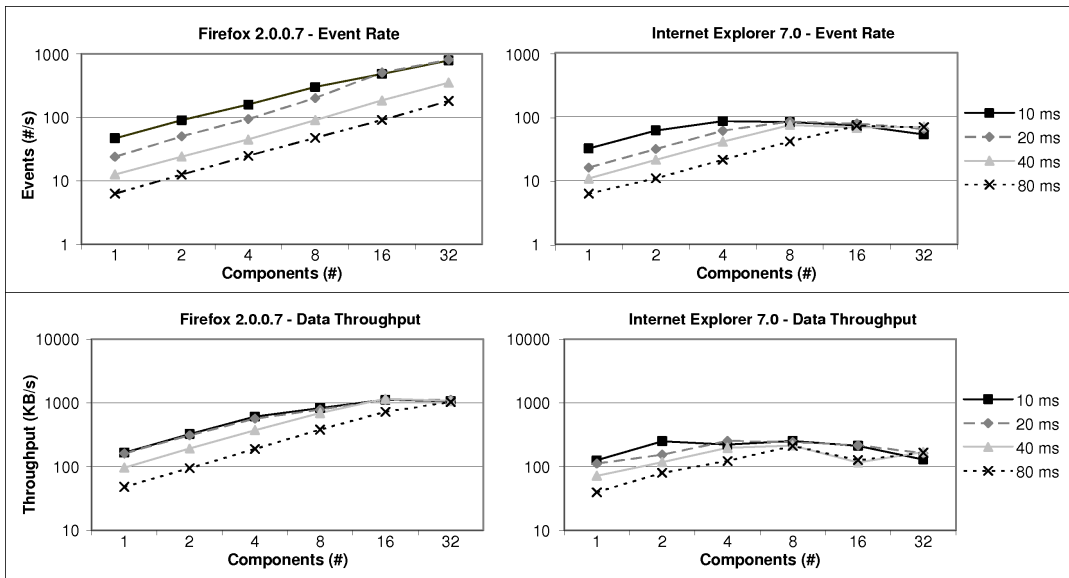 Firefox 2.0.0.7 - Event Rate
Events (#/s)
1000
100
10
1
1 2 4 8 16 32
Components (#)
Internet Explorer 7.0 - Event Rate
1000
100
10
1
1 2 4 8 16 32
Components (#)
10 ms
20 ms
40 ms
80 ms
Firefox 2.0.0.7 - Data Throughput
Throughput (KB/s)
10000
1000
100
10
1 2 4 8 16 32
Components (#)
Internet Explorer 7.0 - Data Throughput
10000
1000
100
10
1 2 4 8 16 32
Components (#)
10 ms
20 ms
40 ms
80 ms